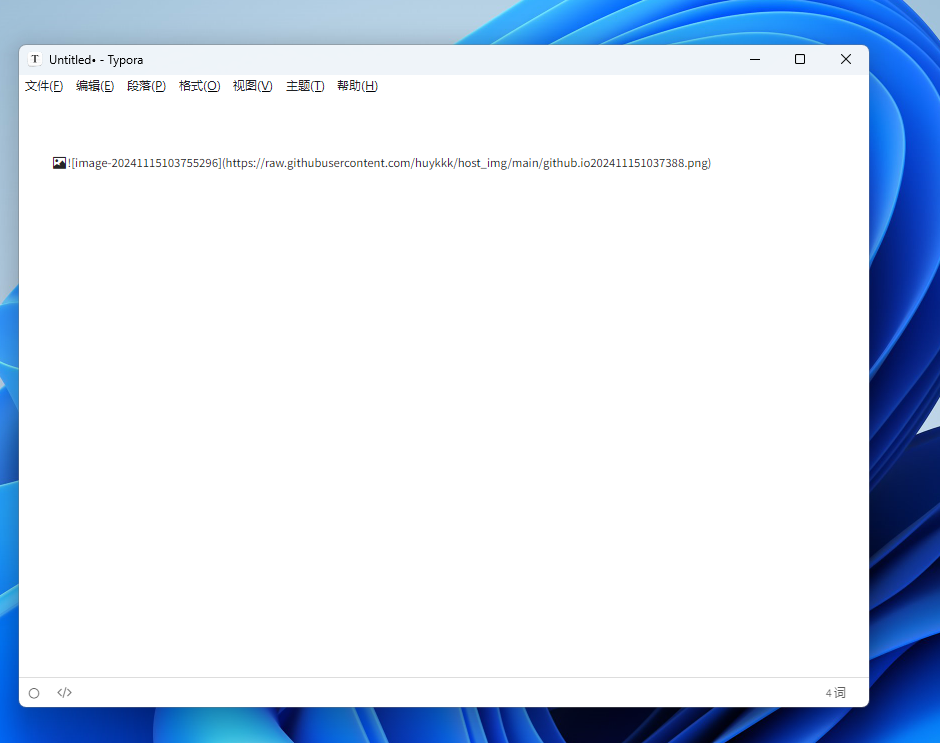 T Untitled• - Typora
文件(F) 编辑(E) 段落(P) 格式(O) 视图(V) 主题(T) 帮助(H)
![image-20241115103755296](https://raw.githubusercontent.com/huykkk/host_img/main/github.io202411151037388.png)
</> 4 词